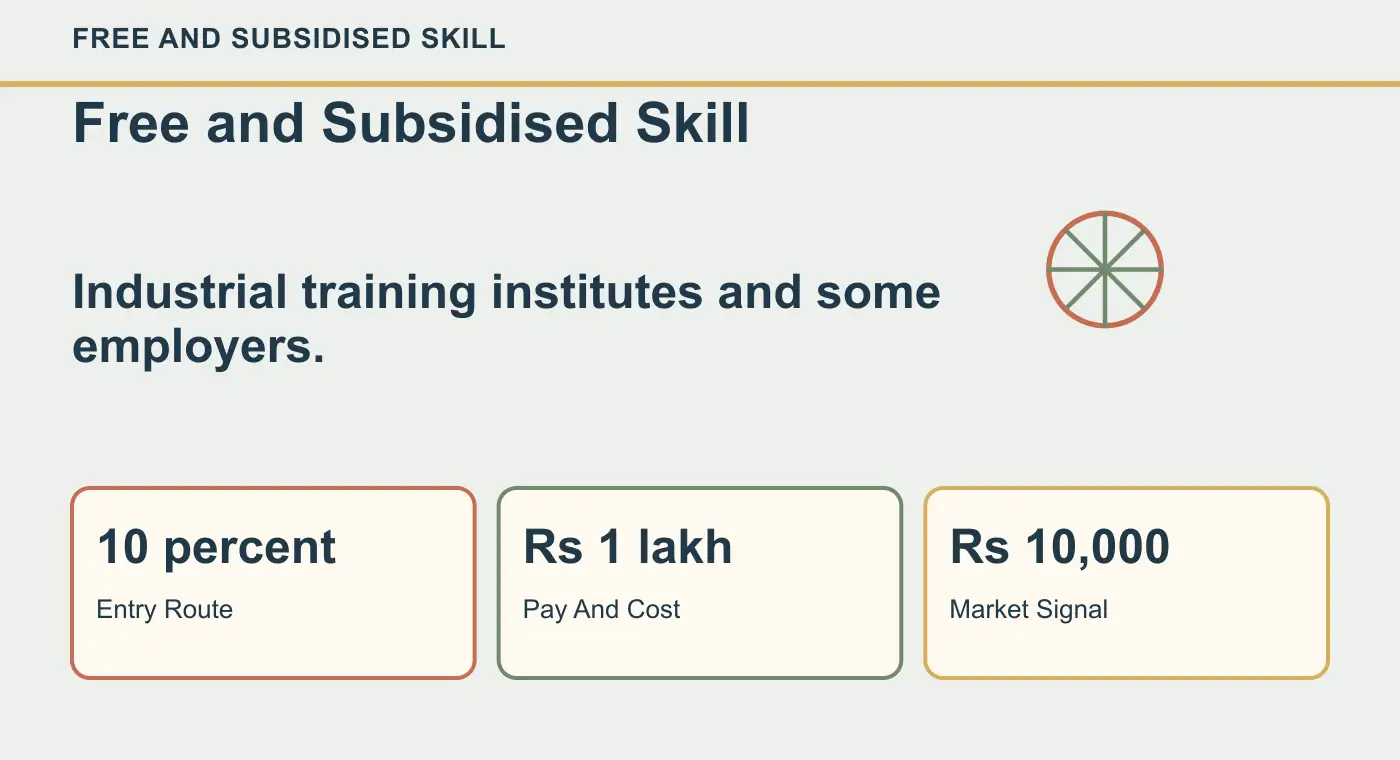 FREE AND SUBSIDISED SKILL
Free and Subsidised Skill
Industrial training institutes and some
employers.
10 percent
Entry Route
Rs 1 lakh
Pay And Cost
Rs 10,000
Market Signal